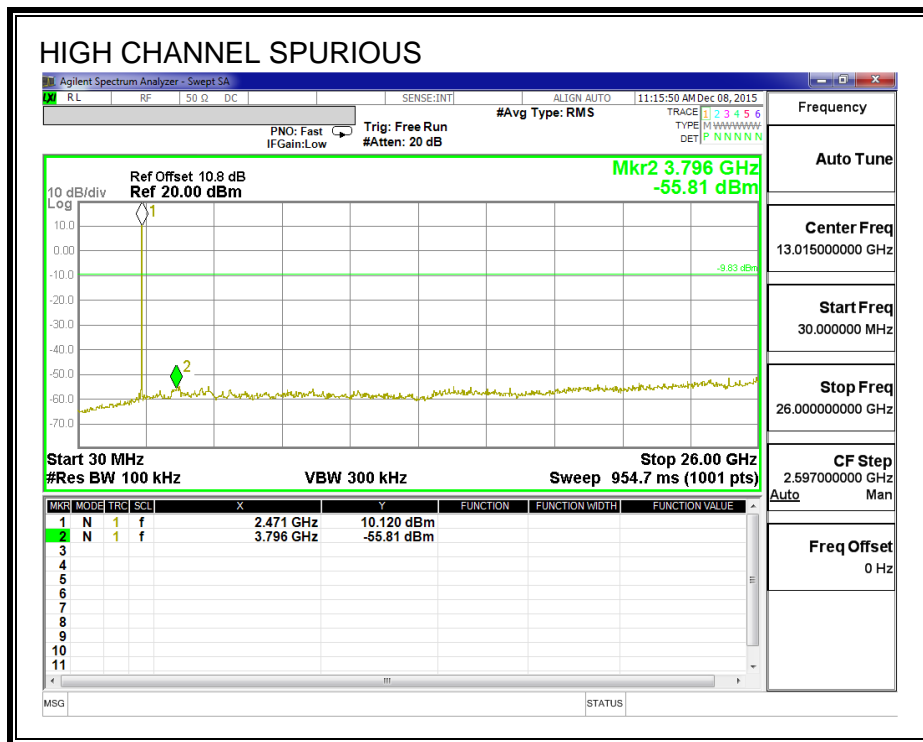 HIGH CHANNEL SPURIOUS
Agilent Spectrum Analyzer - Swept SA
LXI RL RF 50 Ω DC SENSE:INT ALIGN AUTO 11:15:50 AM Dec 08, 2015
#Avg Type: RMS TRACE 1 2 3 4 5 6
PNO: Fast Trig: Free Run TYPE M WWWWW
IFGain:Low #Atten: 20 dB DET P N N N N N
Mkr2 3.796 GHz
-55.81 dBm
Ref Offset 10.8 dB
10 dB/div Ref 20.00 dBm
Log
1
10.0
0.00
-10.0
-9.83 dBm
-20.0
-30.0
-40.0
2
-50.0
-60.0
-70.0
Start 30 MHz Stop 26.00 GHz
#Res BW 100 kHz VBW 300 kHz Sweep 954.7 ms (1001 pts)
MKR MODE TRC SCL X Y FUNCTION FUNCTION WIDTH FUNCTION VALUE
1 N 1 f 2.471 GHz 10.120 dBm
2 N 1 f 3.796 GHz -55.81 dBm
3
4
5
6
7
8
9
10
11
MSG STATUS
Frequency
Auto Tune
Center Freq
13.015000000 GHz
Start Freq
30.000000 MHz
Stop Freq
26.000000000 GHz
CF Step
2.597000000 GHz
Auto Man
Freq Offset
0 Hz